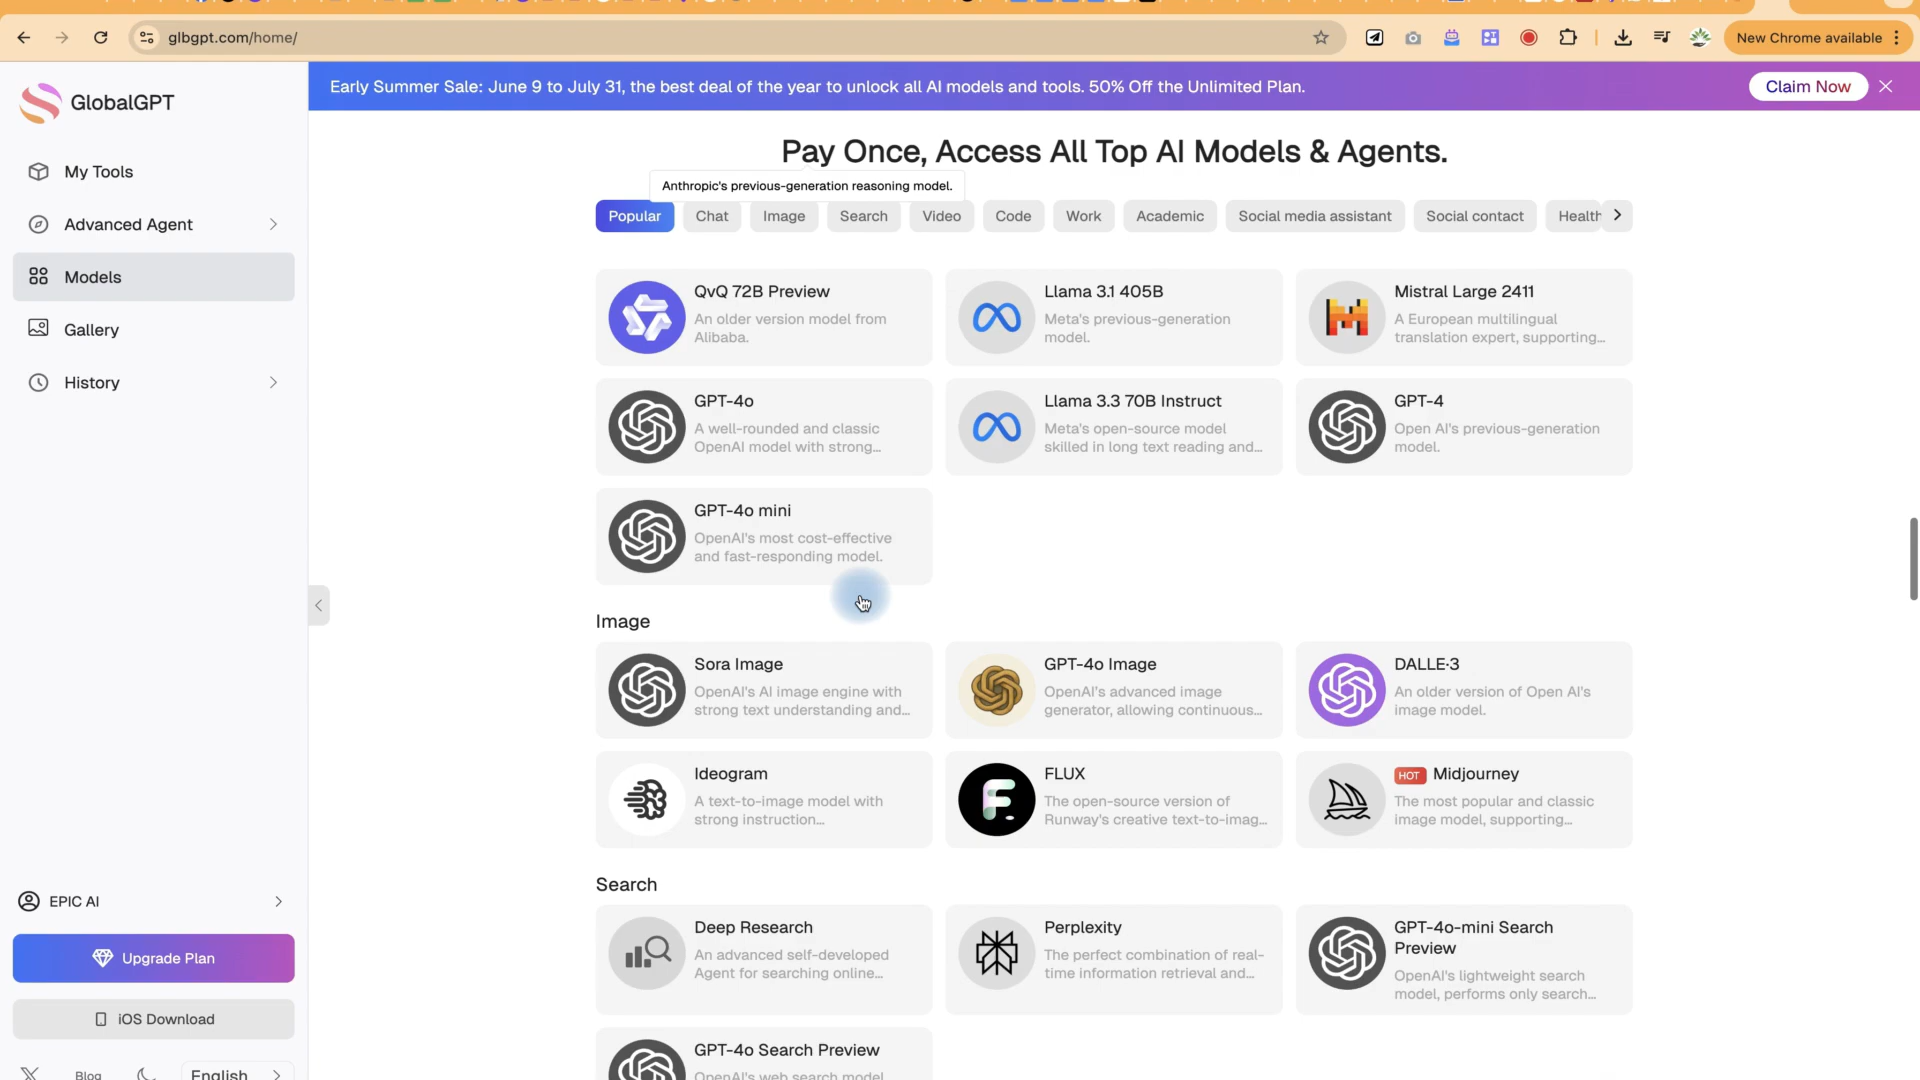 glbgpt.com/home/
New Chrome available
GlobalGPT
Early Summer Sale: June 9 to July 31, the best deal of the year to unlock all AI models and tools. 50% Off the Unlimited Plan.
Claim Now
My Tools
Advanced Agent
Models
Gallery
History
EPIC AI
Upgrade Plan
iOS Download
Blog
English
Pay Once, Access All Top AI Models & Agents.
Anthropic's previous-generation reasoning model.
Popular
Chat
Image
Search
Video
Code
Work
Academic
Social media assistant
Social contact
Health
QvQ 72B Preview
An older version model from
Alibaba.
Llama 3.1 405B
Meta's previous-generation
model.
Mistral Large 2411
A European multilingual
translation expert, supporting...
GPT-4o
A well-rounded and classic
OpenAI model with strong...
Llama 3.3 70B Instruct
Meta's open-source model
skilled in long text reading and...
GPT-4
Open AI's previous-generation
model.
GPT-4o mini
OpenAI's most cost-effective
and fast-responding model.
Image
Sora Image
OpenAI's AI image engine with
strong text understanding and...
GPT-4o Image
OpenAI's advanced image
generator, allowing continuous...
DALLE·3
An older version of Open AI's
image model.
Ideogram
A text-to-image model with
strong instruction...
FLUX
The open-source version of
Runway's creative text-to-imag...
HOT Midjourney
The most popular and classic
image model, supporting...
Search
Deep Research
An advanced self-developed
Agent for searching online...
Perplexity
The perfect combination of real-
time information retrieval and...
GPT-4o-mini Search
Preview
OpenAI's lightweight search
model, performs only search...
GPT-4o Search Preview
OpenAI's web search model